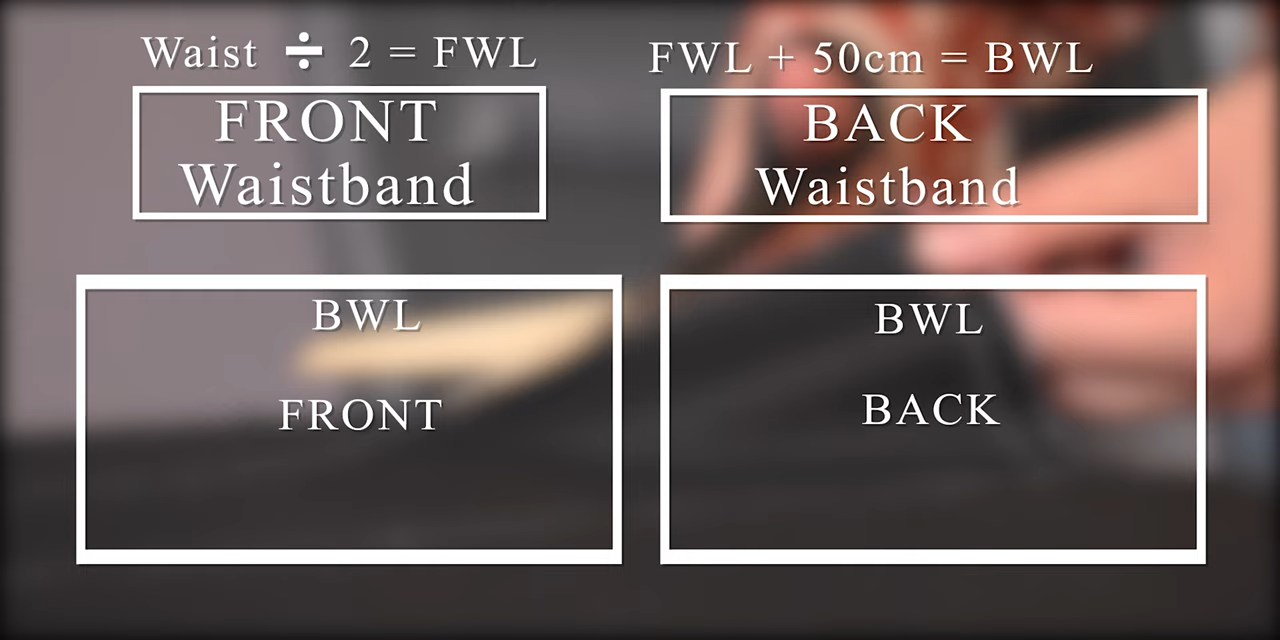 Waist ÷ 2 = FWL
FRONT
Waistband
FWL + 50cm = BWL
BACK
Waistband
BWL
FRONT
BWL
BACK